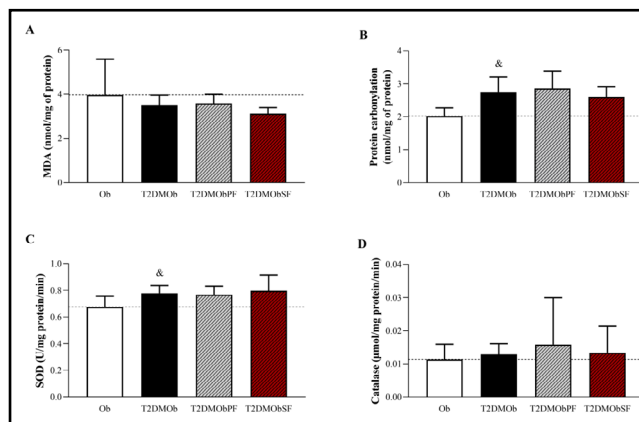 A
MDA (nmol/mg of protein)
6
4
2
0
Ob
T2DMOb
T2DMObPF
T2DMObSF
B
Protein carbonylation
(nmol/mg of protein)
4
3
2
1
0
&
Ob
T2DMOb
T2DMObPF
T2DMObSF
C
SOD (U/mg protein/min)
1.0
0.8
0.6
0.4
0.2
0.0
&
Ob
T2DMOb
T2DMObPF
T2DMObSF
D
Catalase (µmol/mg protein/min)
0.04
0.03
0.02
0.01
0.00
Ob
T2DMOb
T2DMObPF
T2DMObSF